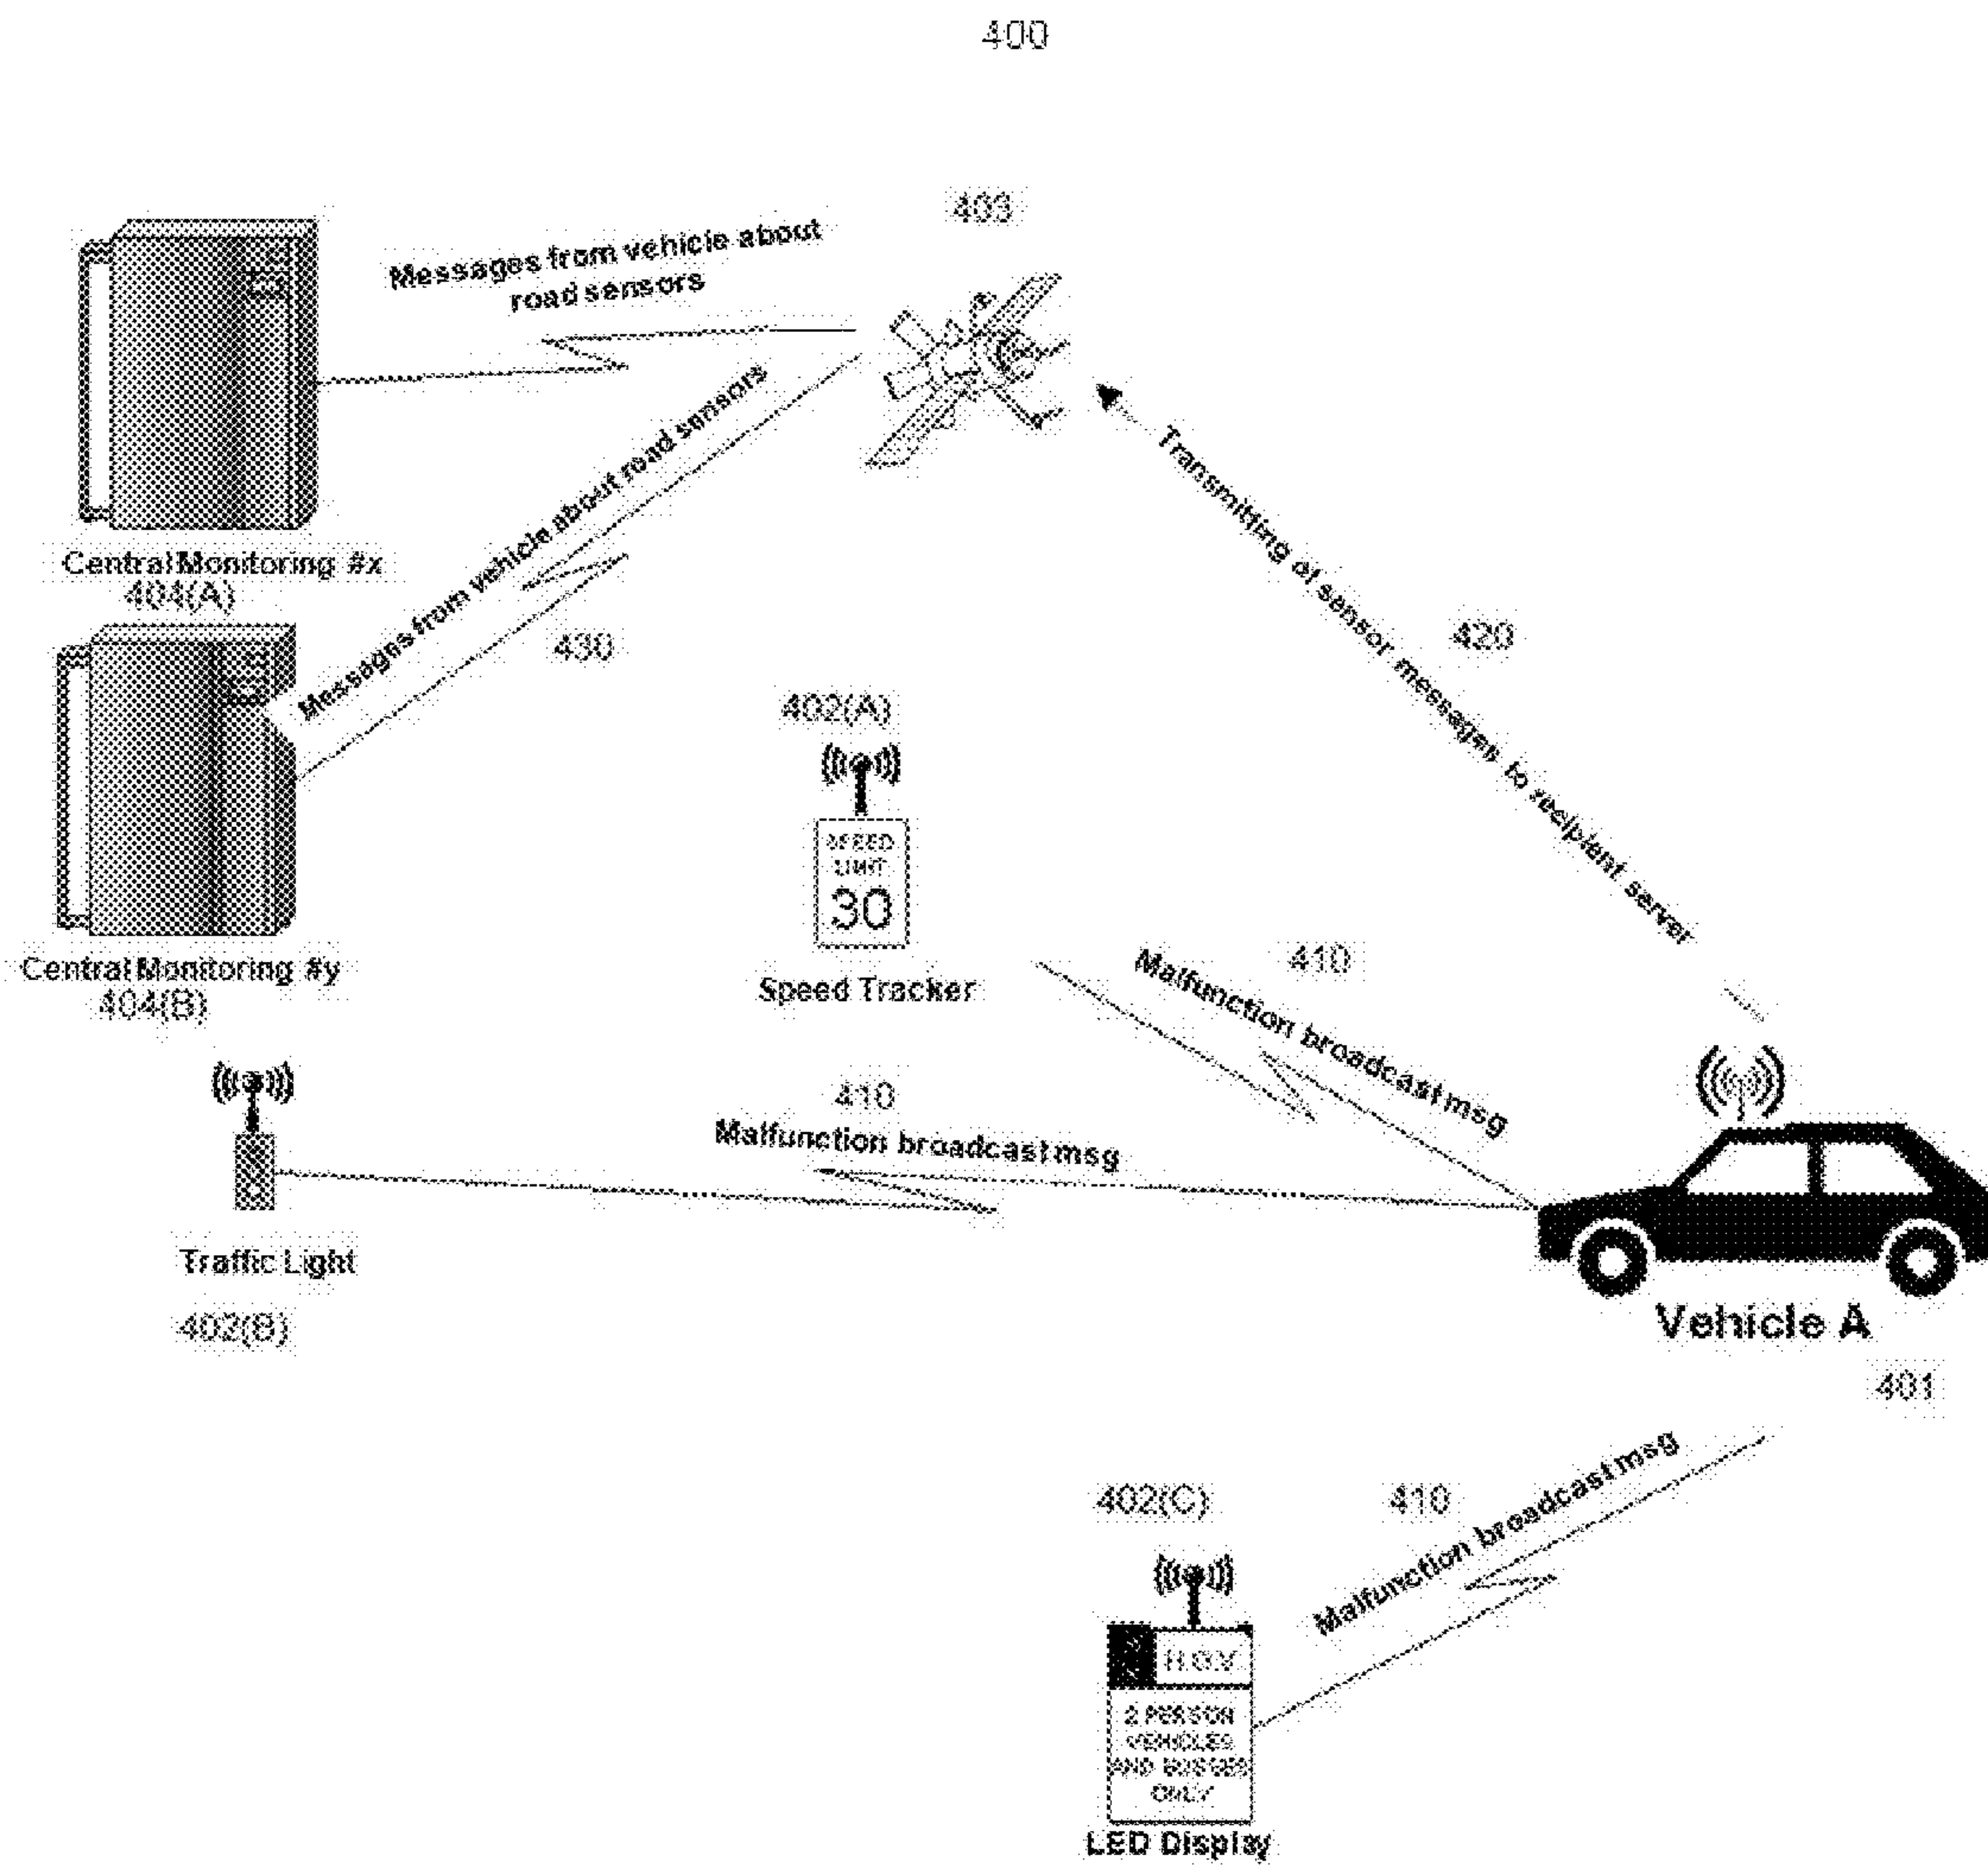 400
403
Messages from vehicle about
road sensors
Central Monitoring #x
404(A)
Messages from vehicle about road sensors
430
Transmitting of sensor messages to recipient server
420
402(A)
SPEED
LIMIT
30
Speed Tracker
Central Monitoring #y
404(B)
410
Malfunction broadcast msg
410
Malfunction broadcast msg
Traffic Light
402(B)
Vehicle A
401
402(C)
410
Malfunction broadcast msg
H.O.V
2 PERSON
VEHICLES
AND BUSSES
ONLY
LED Display